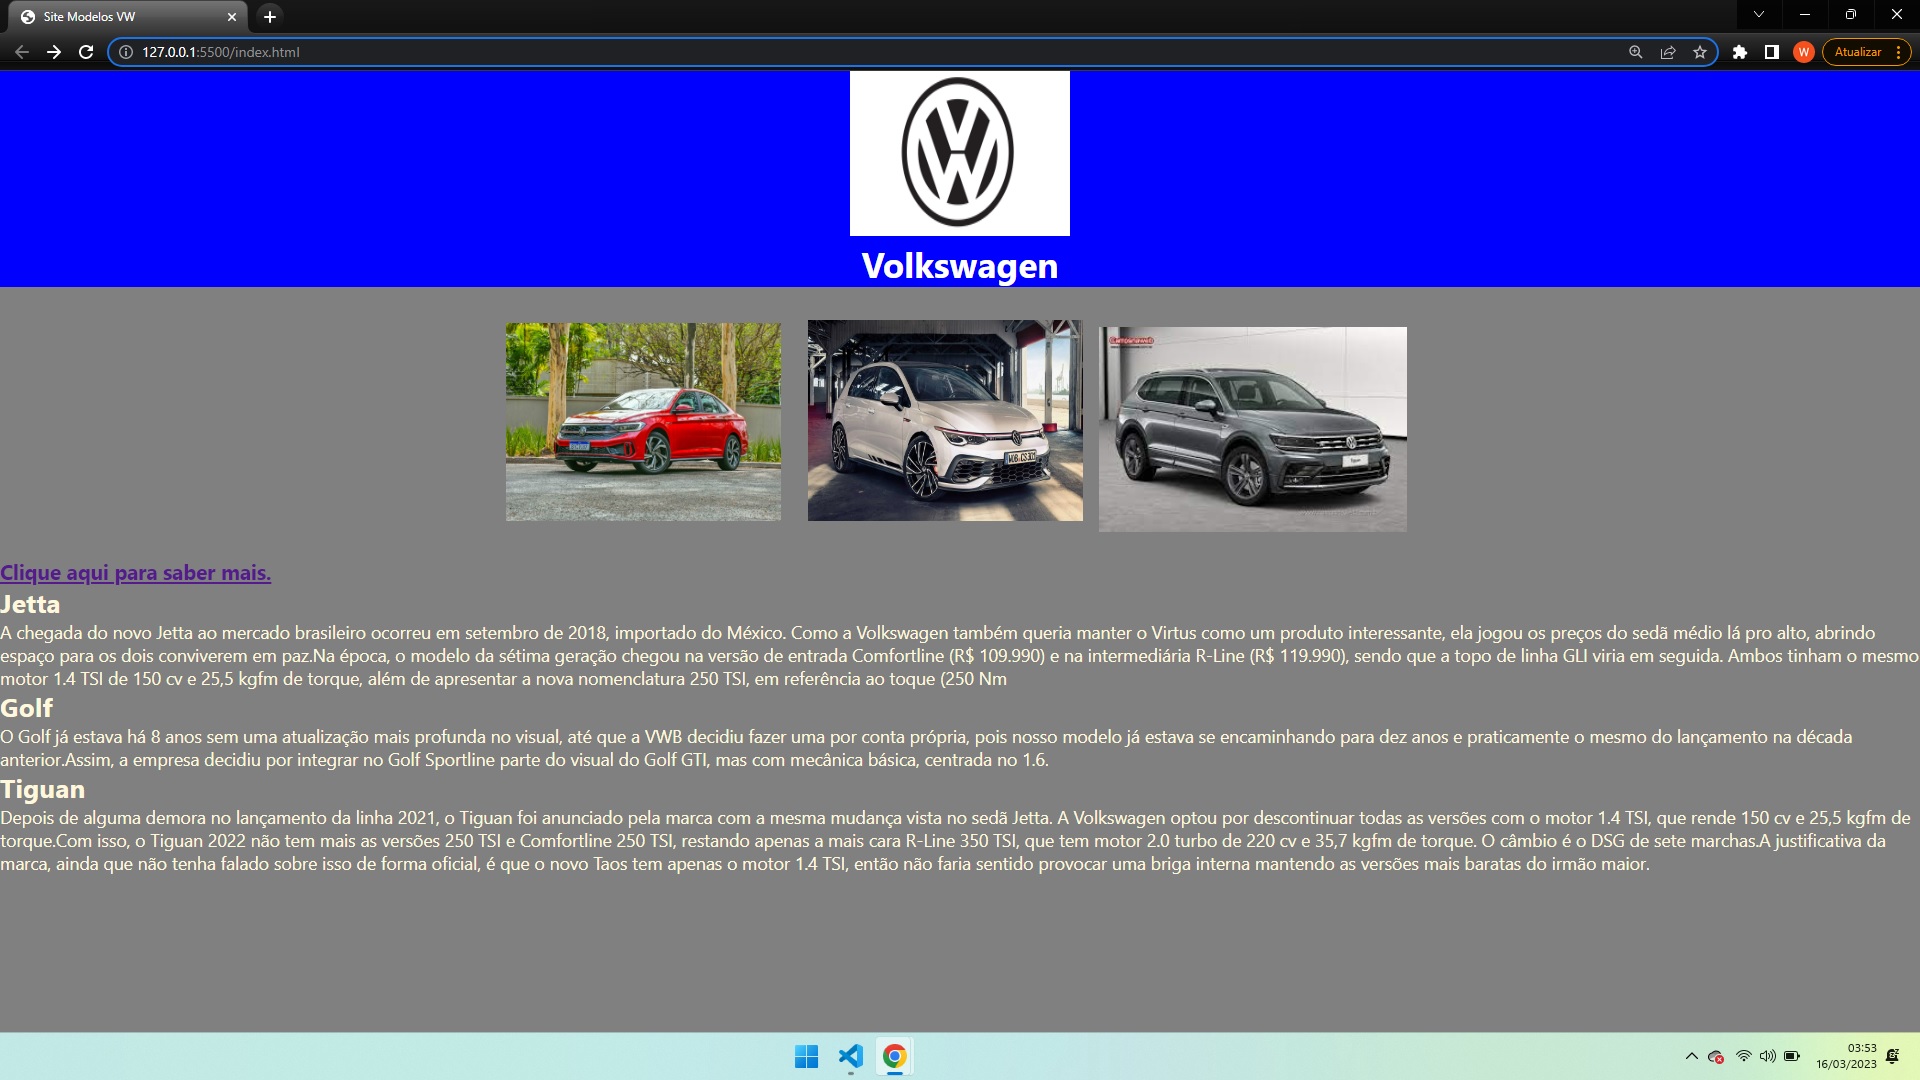 Site Modelos VW
127.0.0.1:5500/index.html
W
Atualizar
Volkswagen
WOB·CS300
Tiguan
Clique aqui para saber mais.
Jetta
A chegada do novo Jetta ao mercado brasileiro ocorreu em setembro de 2018, importado do México. Como a Volkswagen também queria manter o Virtus como um produto interessante, ela jogou os preços do sedã médio lá pro alto, abrindo
espaço para os dois conviverem em paz.Na época, o modelo da sétima geração chegou na versão de entrada Comfortline (R$ 109.990) e na intermediária R-Line (R$ 119.990), sendo que a topo de linha GLI viria em seguida. Ambos tinham o mesmo
motor 1.4 TSI de 150 cv e 25,5 kgfm de torque, além de apresentar a nova nomenclatura 250 TSI, em referência ao toque (250 Nm
Golf
O Golf já estava há 8 anos sem uma atualização mais profunda no visual, até que a VWB decidiu fazer uma por conta própria, pois nosso modelo já estava se encaminhando para dez anos e praticamente o mesmo do lançamento na década
anterior.Assim, a empresa decidiu por integrar no Golf Sportline parte do visual do Golf GTI, mas com mecânica básica, centrada no 1.6.
Tiguan
Depois de alguma demora no lançamento da linha 2021, o Tiguan foi anunciado pela marca com a mesma mudança vista no sedã Jetta. A Volkswagen optou por descontinuar todas as versões com o motor 1.4 TSI, que rende 150 cv e 25,5 kgfm de
torque.Com isso, o Tiguan 2022 não tem mais as versões 250 TSI e Comfortline 250 TSI, restando apenas a mais cara R-Line 350 TSI, que tem motor 2.0 turbo de 220 cv e 35,7 kgfm de torque. O câmbio é o DSG de sete marchas.A justificativa da
marca, ainda que não tenha falado sobre isso de forma oficial, é que o novo Taos tem apenas o motor 1.4 TSI, então não faria sentido provocar uma briga interna mantendo as versões mais baratas do irmão maior.
03:53
16/03/2023